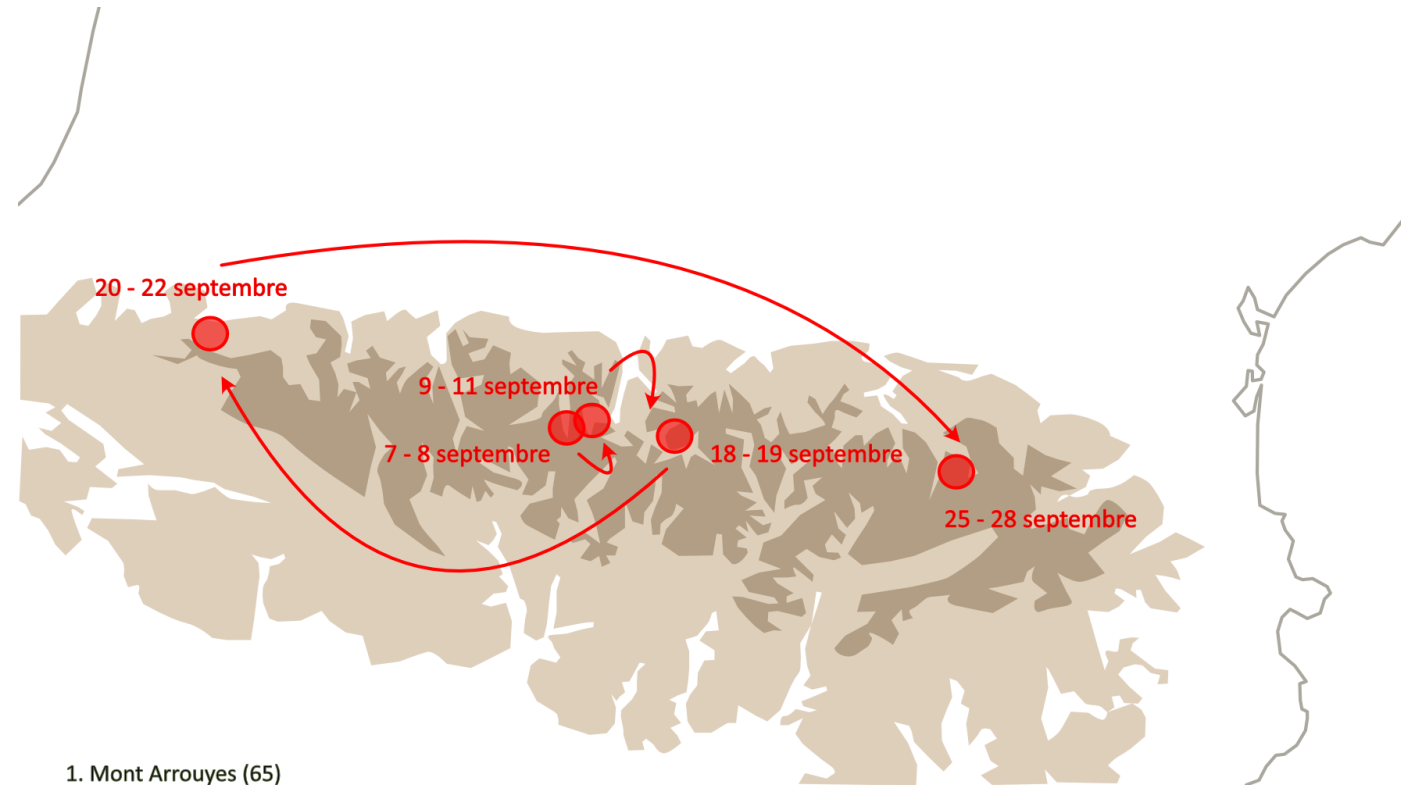 20 - 22 septembre
9 - 11 septembre
7 - 8 septembre
18 - 19 septembre
25 - 28 septembre
1. Mont Arrouyes (65)